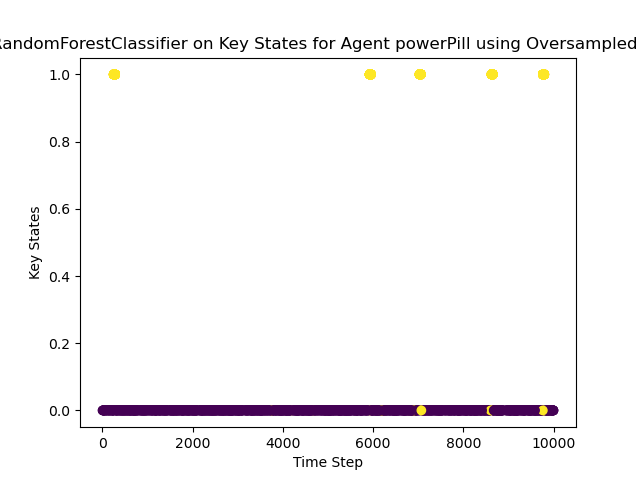 RandomForestClassifier on Key States for Agent powerPill using Oversampled
1.0
0.8
0.6
0.4
0.2
0.0
Key States
0 2000 4000 6000 8000 10000
Time Step